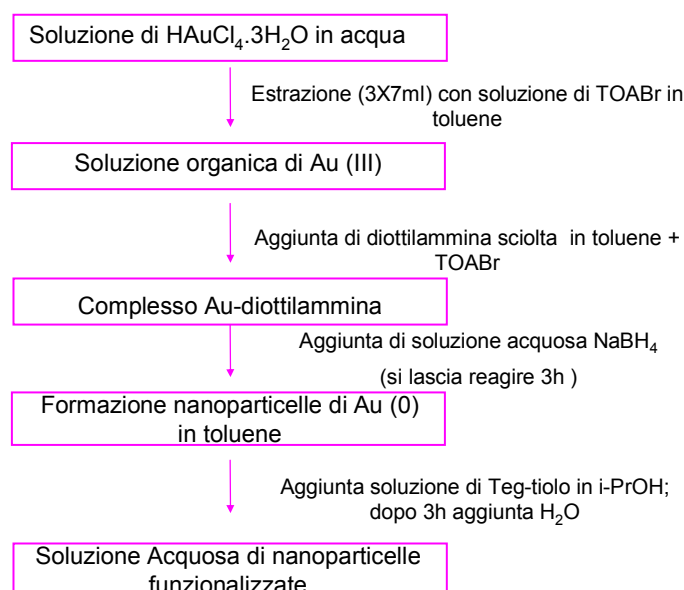 Soluzione di HAuCl₄.3H₂O in acqua
Estrazione (3X7ml) con soluzione di TOABr in
toluene
Soluzione organica di Au (III)
Aggiunta di diottilammina sciolta in toluene +
TOABr
Complesso Au-diottilammina
Aggiunta di soluzione acquosa NaBH₄
(si lascia reagire 3h )
Formazione nanoparticelle di Au (0)
in toluene
Aggiunta soluzione di Teg-tiolo in i-PrOH;
dopo 3h aggiunta H₂O
Soluzione Acquosa di nanoparticelle
funzionalizzate